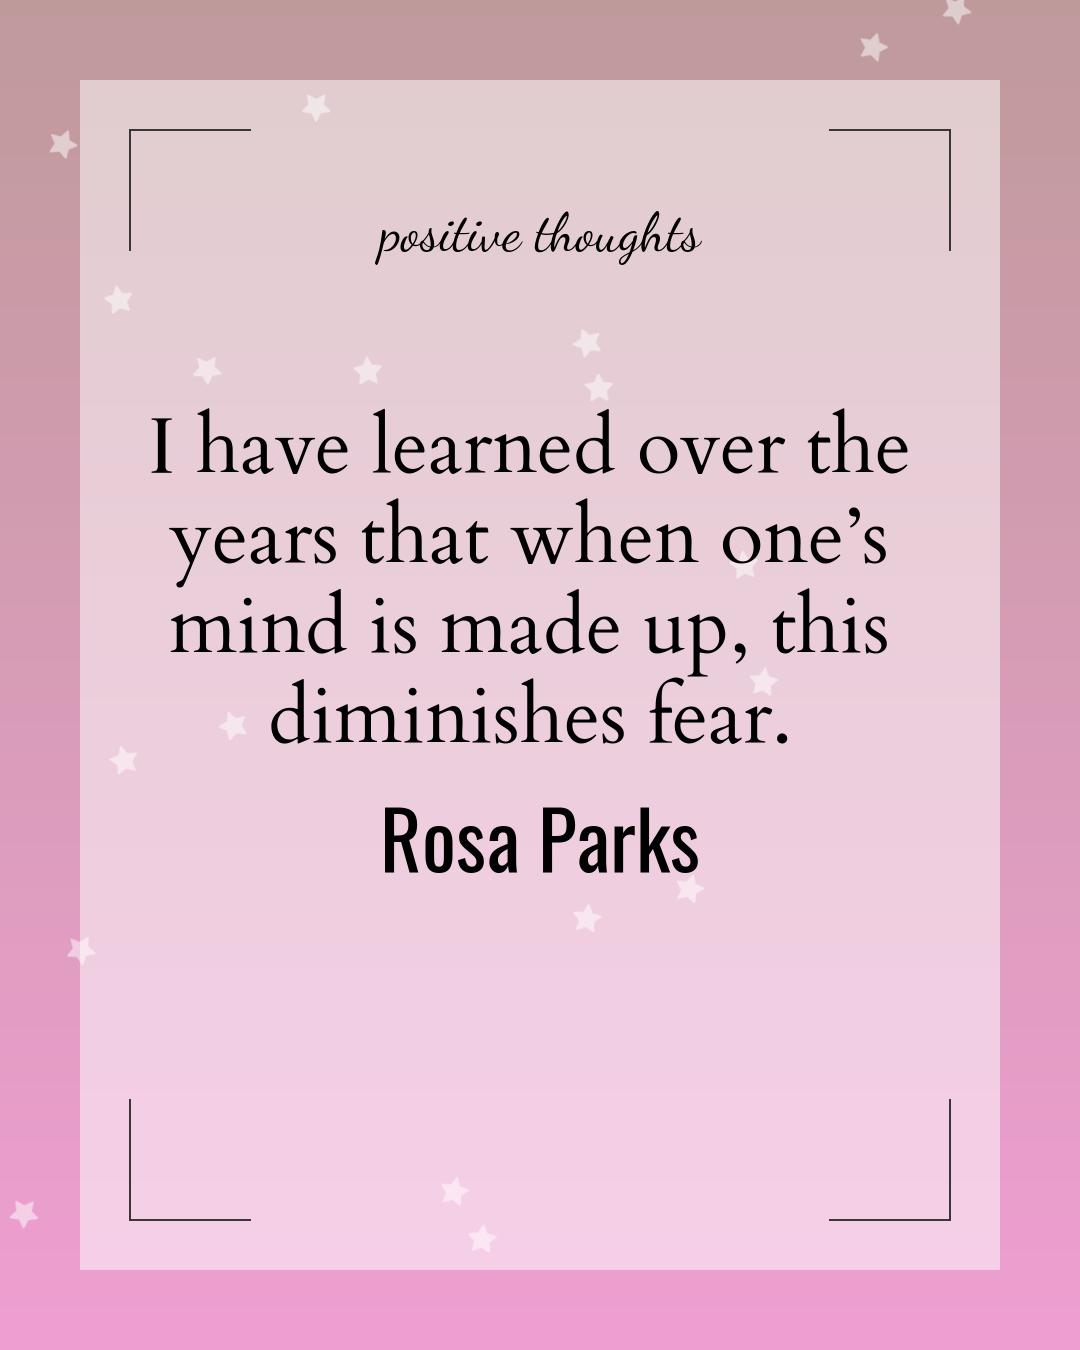 positive thoughts
I have learned over the
years that when one’s
mind is made up, this
diminishes fear.
Rosa Parks